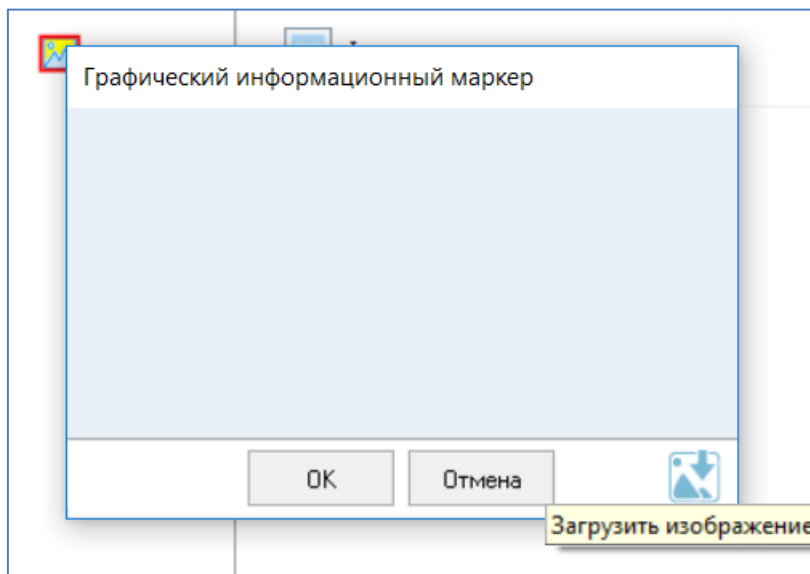 Графический информационный маркер
OK
Отмена
Загрузить изображение